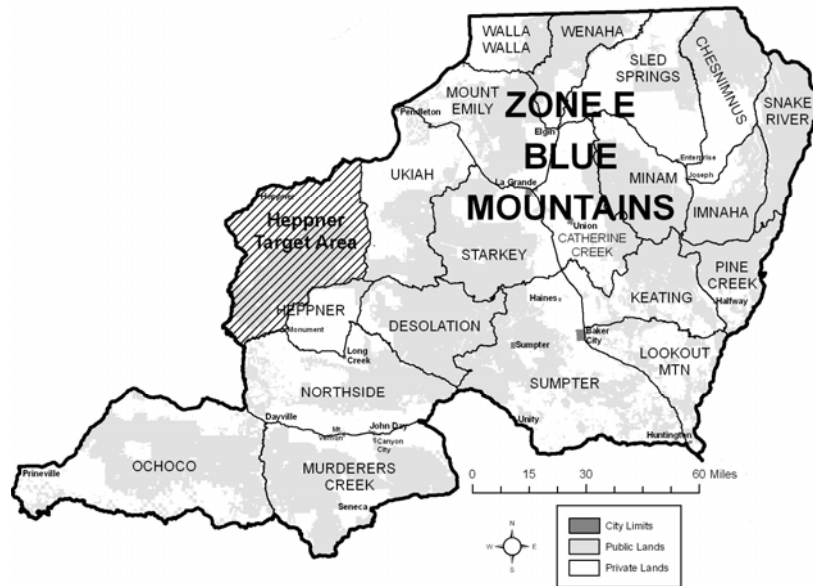 WALLA
WALLA
WENAHA
SLED
SPRINGS
CHESNIMNUS
SNAKE
RIVER
MOUNT
EMILY
ZONE E
Pendleton
Elgin
BLUE
Enterprise
Joseph
UKIAH
La Grande
MINAM
IMNAHA
MOUNTAINS
Heppner
Heppner
Target Area
Union
CATHERINE
CREEK
STARKEY
PINE
CREEK
KEATING
Haines
Halfway
HEPPNER
Monument
DESOLATION
Baker
City
Long
Creek
Sumpter
LOOKOUT
MTN
NORTHSIDE
SUMPTER
Dayville
Mt
Vernon
John Day
Canyon
City
Unity
Huntington
OCHOCO
Prineville
MURDERERS
CREEK
Seneca
0 15 30 60 Miles
N
W E
S
City Limits
Public Lands
Private Lands